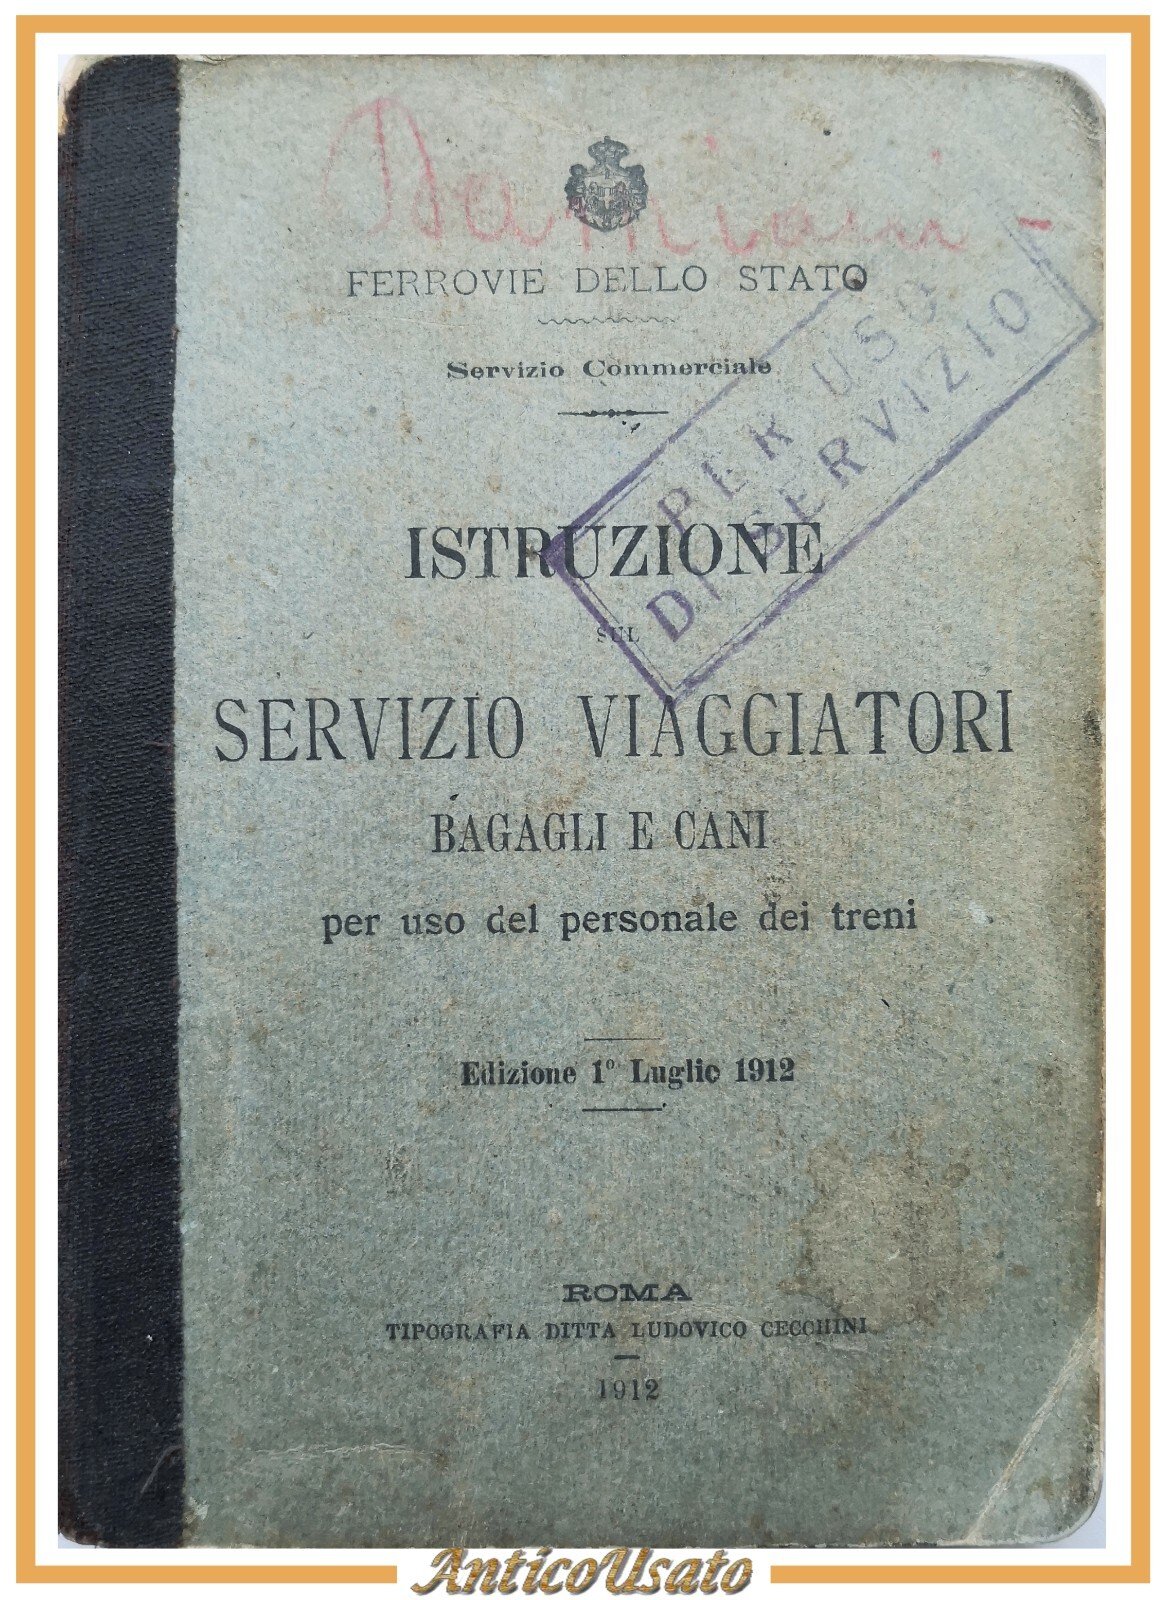 Damiani -
FERROVIE DELLO STATO
Servizio Commerciale
PER USO
DI SERVIZIO
ISTRUZIONE
SUL
SERVIZIO VIAGGIATORI
BAGAGLI E CANI
per uso del personale dei treni
Edizione 1º Luglio 1912
ROMA
TIPOGRAFIA DITTA LUDOVICO CECCHINI
1912
AnticoUsato